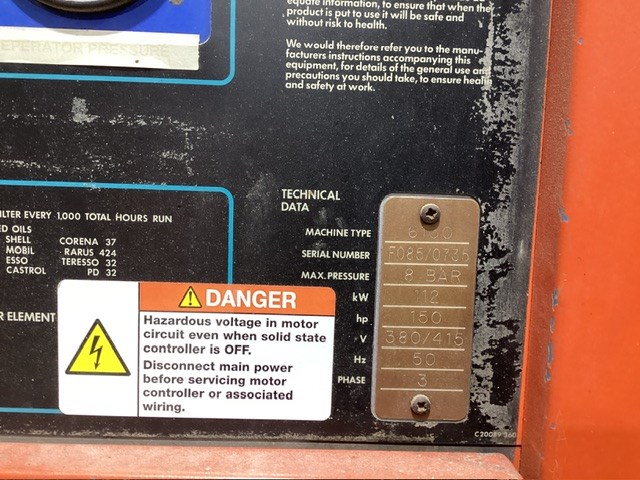 equate information, to ensure that when the
product is put to use it will be safe and
without risk to health.
We would therefore refer you to the manu-
facturers instructions accompanying this
equipment, for details of the general use and
precautions you should take, to ensure health
and safety at work.
SEPERATOR PRESSURE
TECHNICAL
DATA
MACHINE TYPE
SERIAL NUMBER F085/0735
MAX. PRESSURE 8 BAR
kW 112
hp 150
V 380/415
Hz 50
PHASE 3
FILTER EVERY 1,000 TOTAL HOURS RUN
ED OILS
SHELL CORENA 37
MOBIL RARUS 424
ESSO TERESSO 32
CASTROL PD 32
R ELEMENT
DANGER
Hazardous voltage in motor
circuit even when solid state
controller is OFF.
Disconnect main power
before servicing motor
controller or associated
wiring.